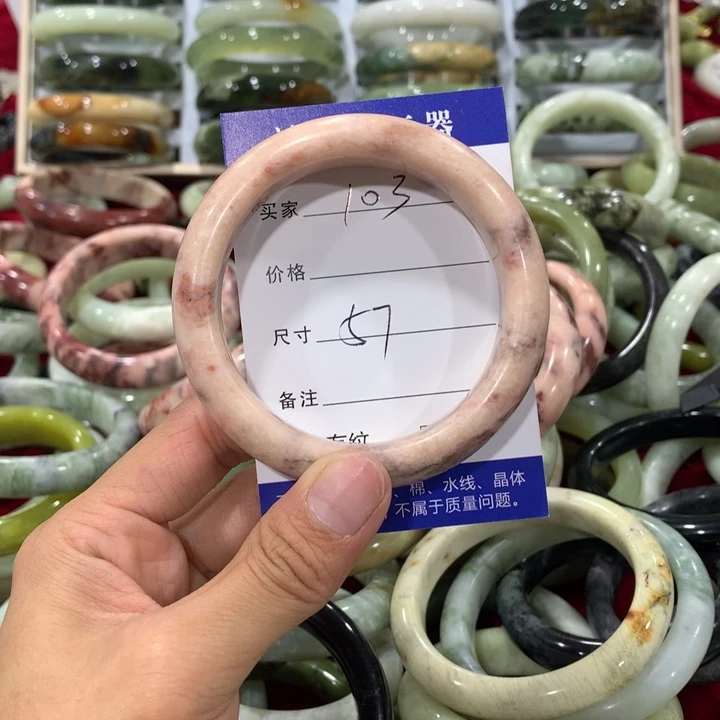 器
买家 103
价格
尺寸 57
备注
、棉、水线、晶体
不属于质量问题。